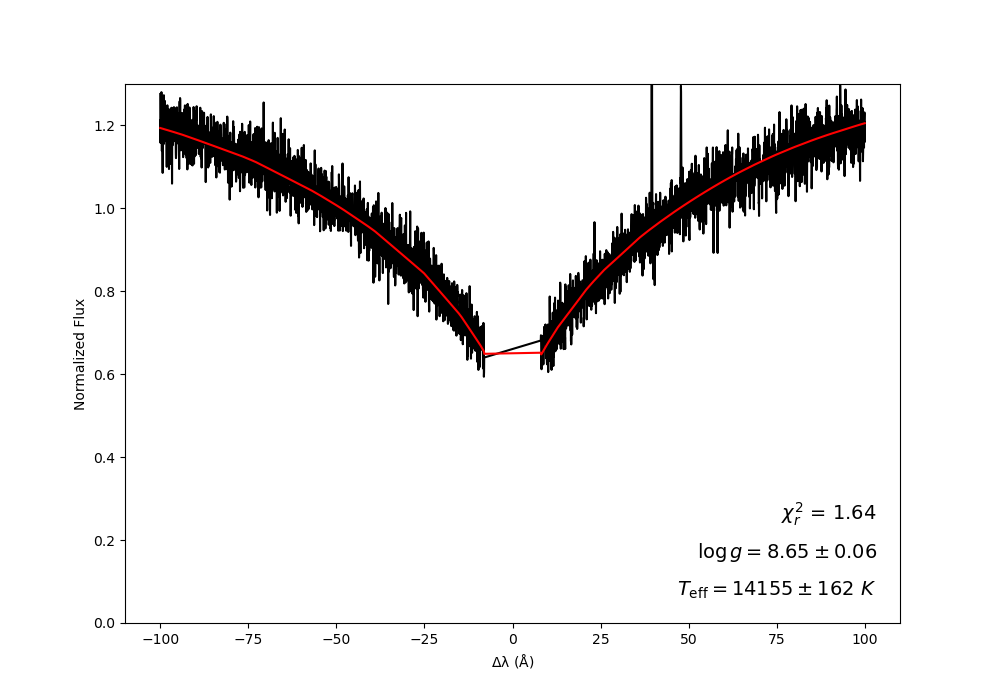 Normalized Flux
1.2
1.0
0.8
0.6
0.4
0.2
0.0
χ²ᵣ = 1.64
log g = 8.65 ± 0.06
T_eff = 14155 ± 162 K
−100 −75 −50 −25 0 25 50 75 100
Δλ (Å)